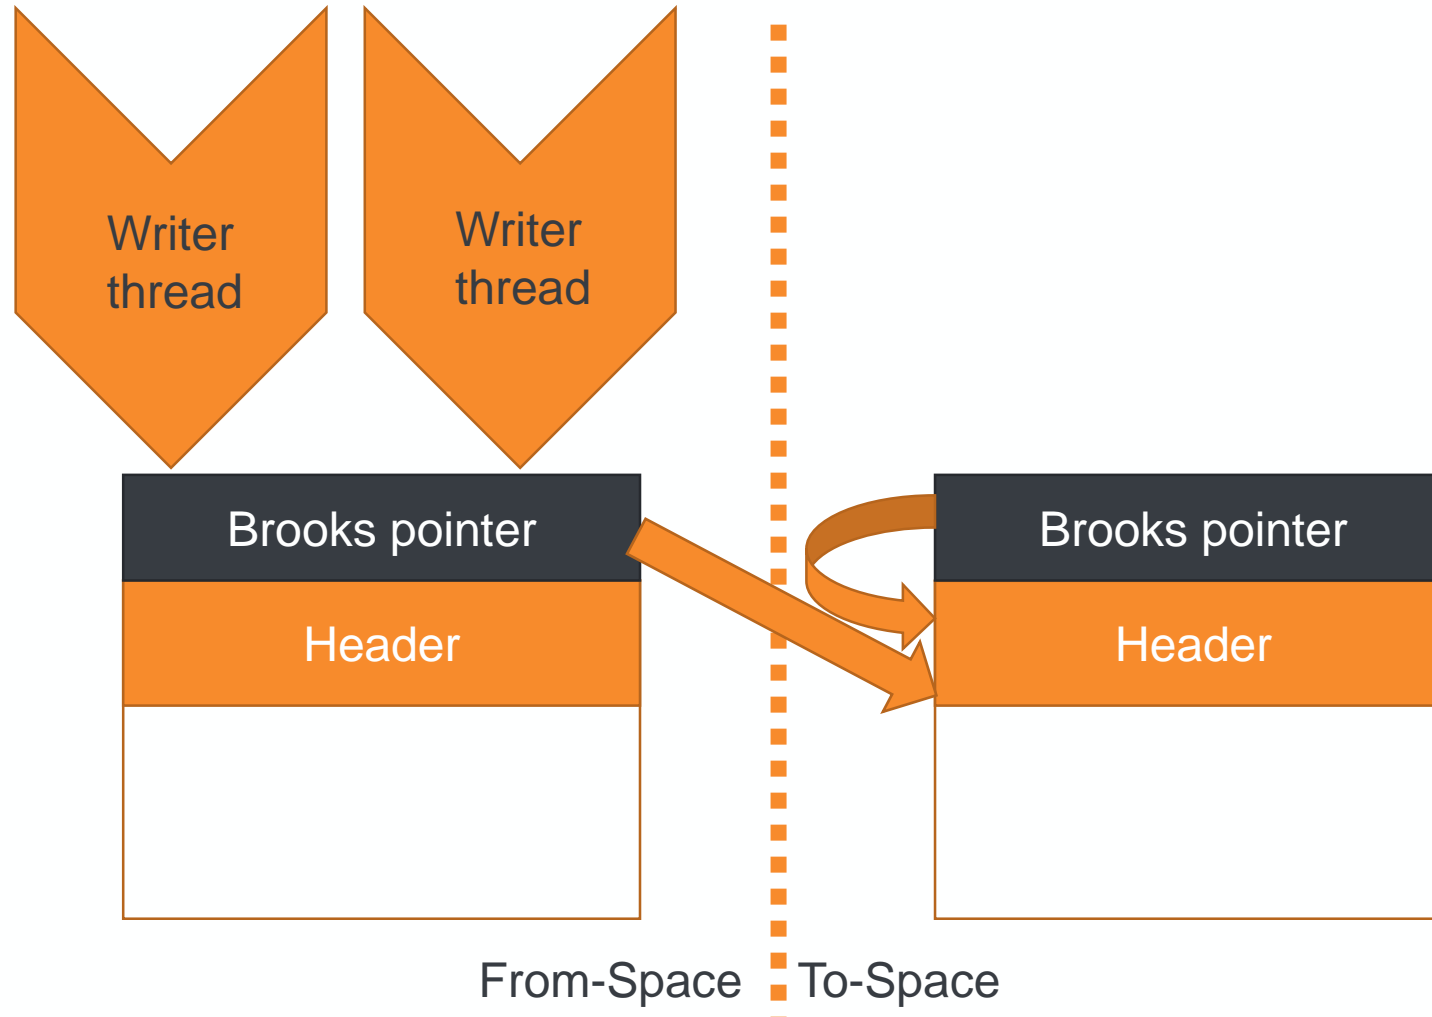 Writer
thread
Writer
thread
Brooks pointer
Header
Brooks pointer
Header
From-Space
To-Space